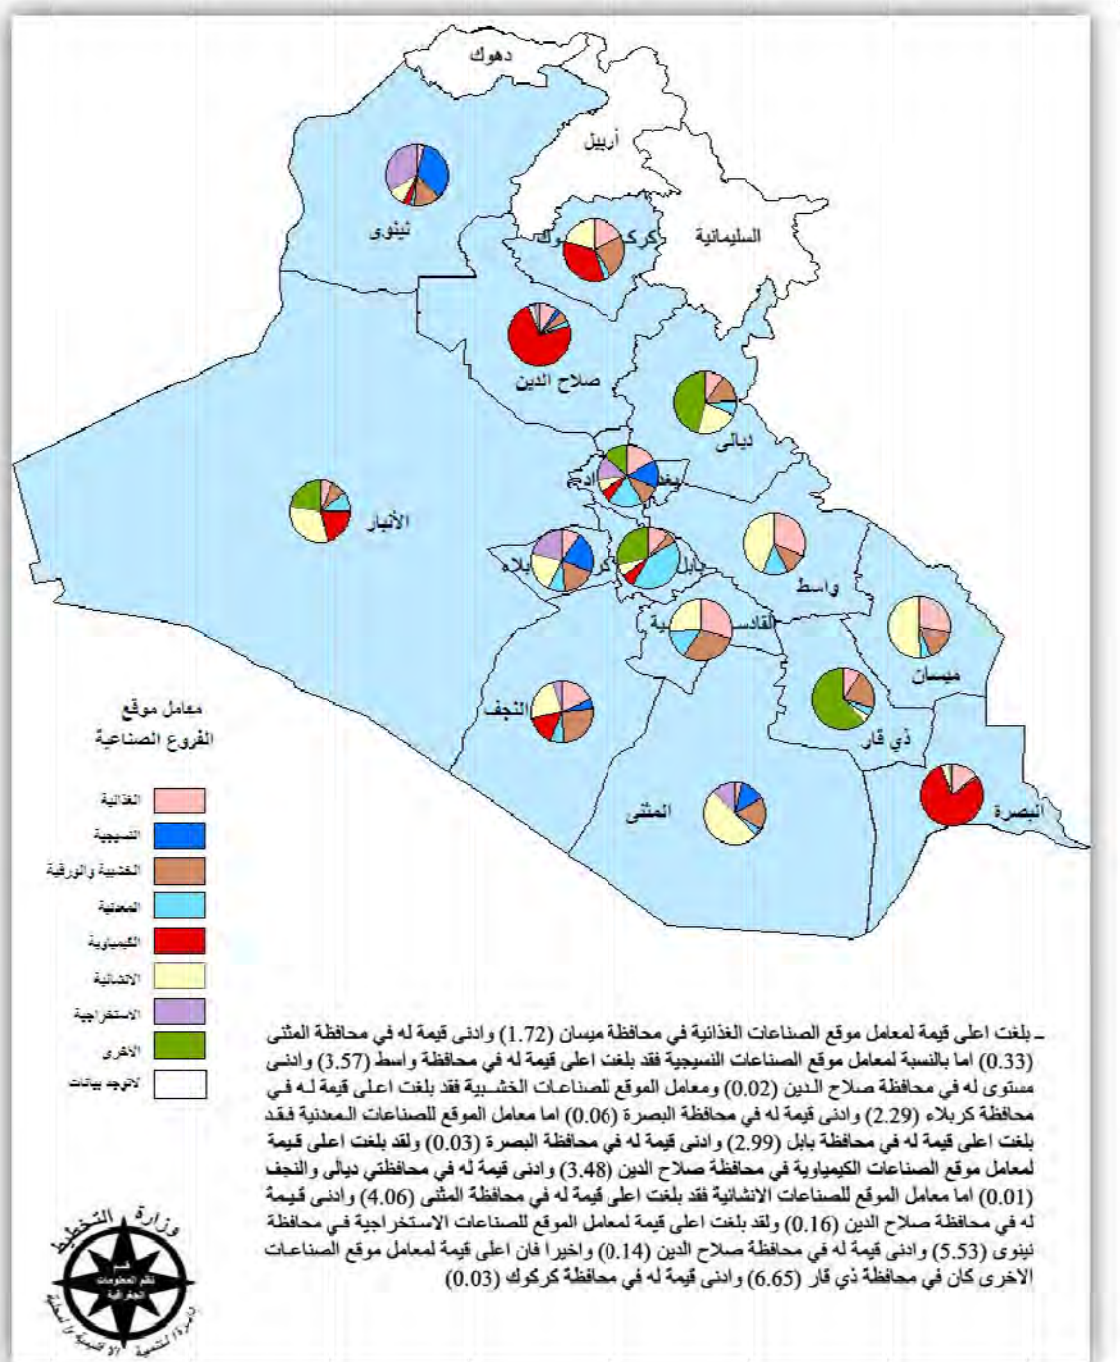 دهوك
أربيل
السليمانية
نينوى
كركوك
صلاح الدين
ديالى
بغداد
الأنبار
كربلاء
بابل
واسط
القادسية
ميسان
النجف
ذي قار
المثنى
البصرة
معامل موقع
الفروع الصناعية
الغذائية
النسيجية
الخشبية والورقية
المعدنية
الكيمياوية
الانشائية
الاستخراجية
الاخرى
لاتوجد بيانات
ـ بلغت اعلى قيمة لمعامل موقع الصناعات الغذائية في محافظة ميسان (1.72) وادنى قيمة له في محافظة المثنى
(0.33) اما بالنسبة لمعامل موقع الصناعات النسيجية فقد بلغت اعلى قيمة له في محافظة واسط (3.57) وادنى
مستوى له في محافظة صلاح الدين (0.02) ومعامل الموقع للصناعات الخشبية فقد بلغت اعلى قيمة له في
محافظة كربلاء (2.29) وادنى قيمة له في محافظة البصرة (0.06) اما معامل الموقع للصناعات المعدنية فقد
بلغت اعلى قيمة له في محافظة بابل (2.99) وادنى قيمة له في محافظة البصرة (0.03) ولقد بلغت اعلى قيمة
لمعامل موقع الصناعات الكيمياوية في محافظة صلاح الدين (3.48) وادنى قيمة له في محافظتي ديالى والنجف
(0.01) اما معامل الموقع للصناعات الانشائية فقد بلغت اعلى قيمة له في محافظة المثنى (4.06) وادنى قيمة
له في محافظة صلاح الدين (0.16) ولقد بلغت اعلى قيمة لمعامل الموقع للصناعات الاستخراجية في محافظة
نينوى (5.53) وادنى قيمة له في محافظة صلاح الدين (0.14) واخيرا فان اعلى قيمة لمعامل موقع الصناعات
الاخرى كان في محافظة ذي قار (6.65) وادنى قيمة له في محافظة كركوك (0.03)
وزارة التخطيط
قسم
نظم المعلومات
الجغرافية
دائرة التنمية الاقليمية والمحلية